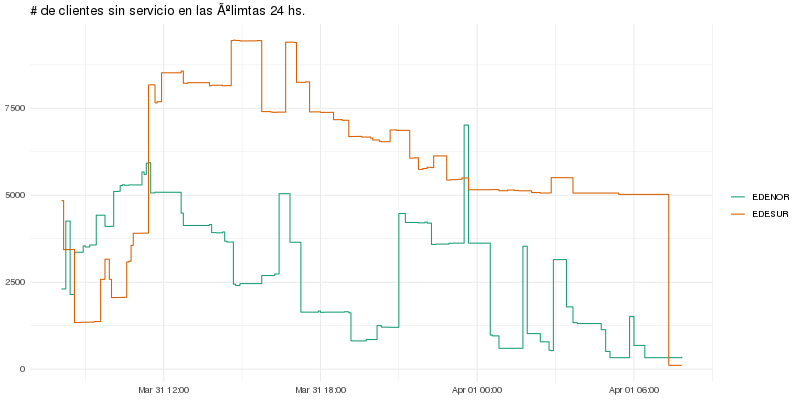 # de clientes sin servicio en las Ãºlimtas 24 hs.
7500
5000
2500
0
Mar 31 12:00
Mar 31 18:00
Apr 01 00:00
Apr 01 06:00
EDENOR
EDESUR